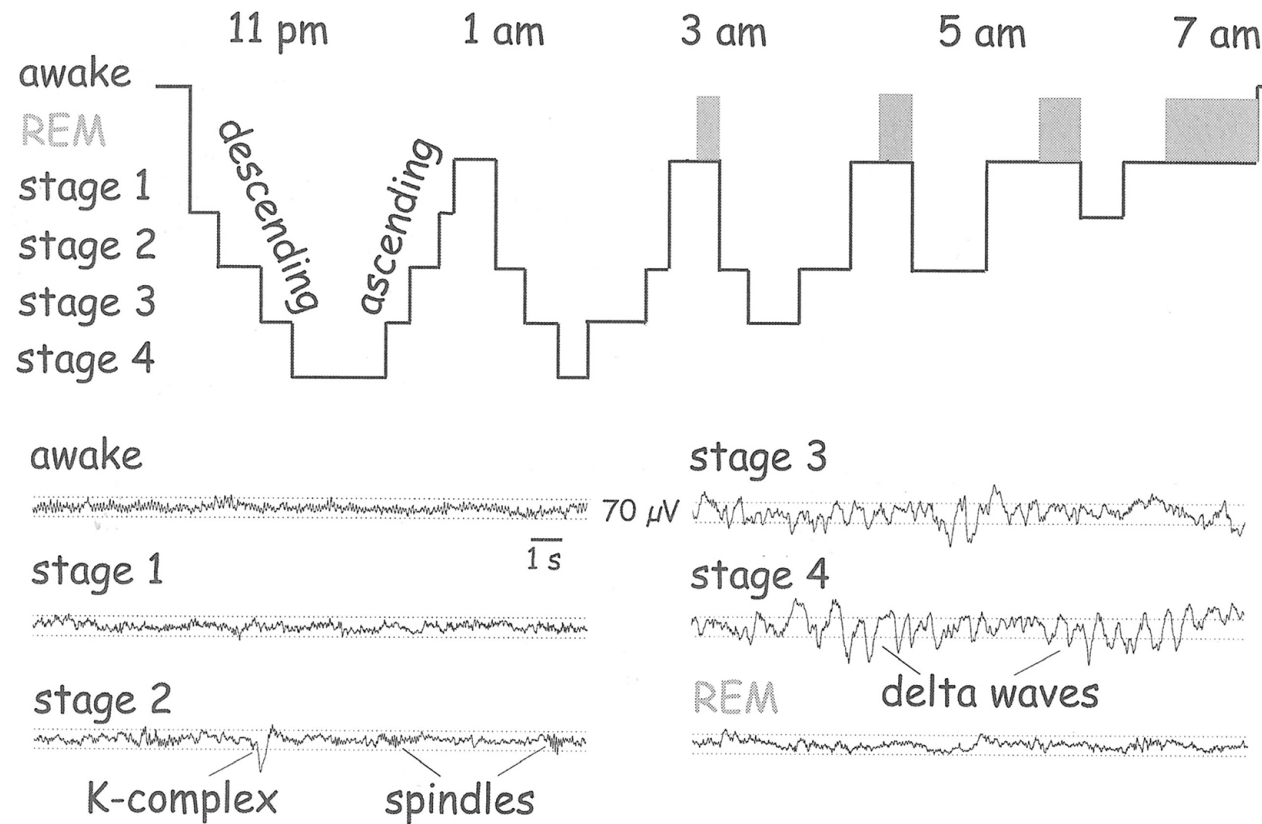 11 pm 1 am 3 am 5 am 7 am
awake
REM
stage 1
stage 2
stage 3
stage 4
descending
ascending
awake
70 µV
1 s
stage 1
stage 2
K-complex
spindles
stage 3
stage 4
delta waves
REM